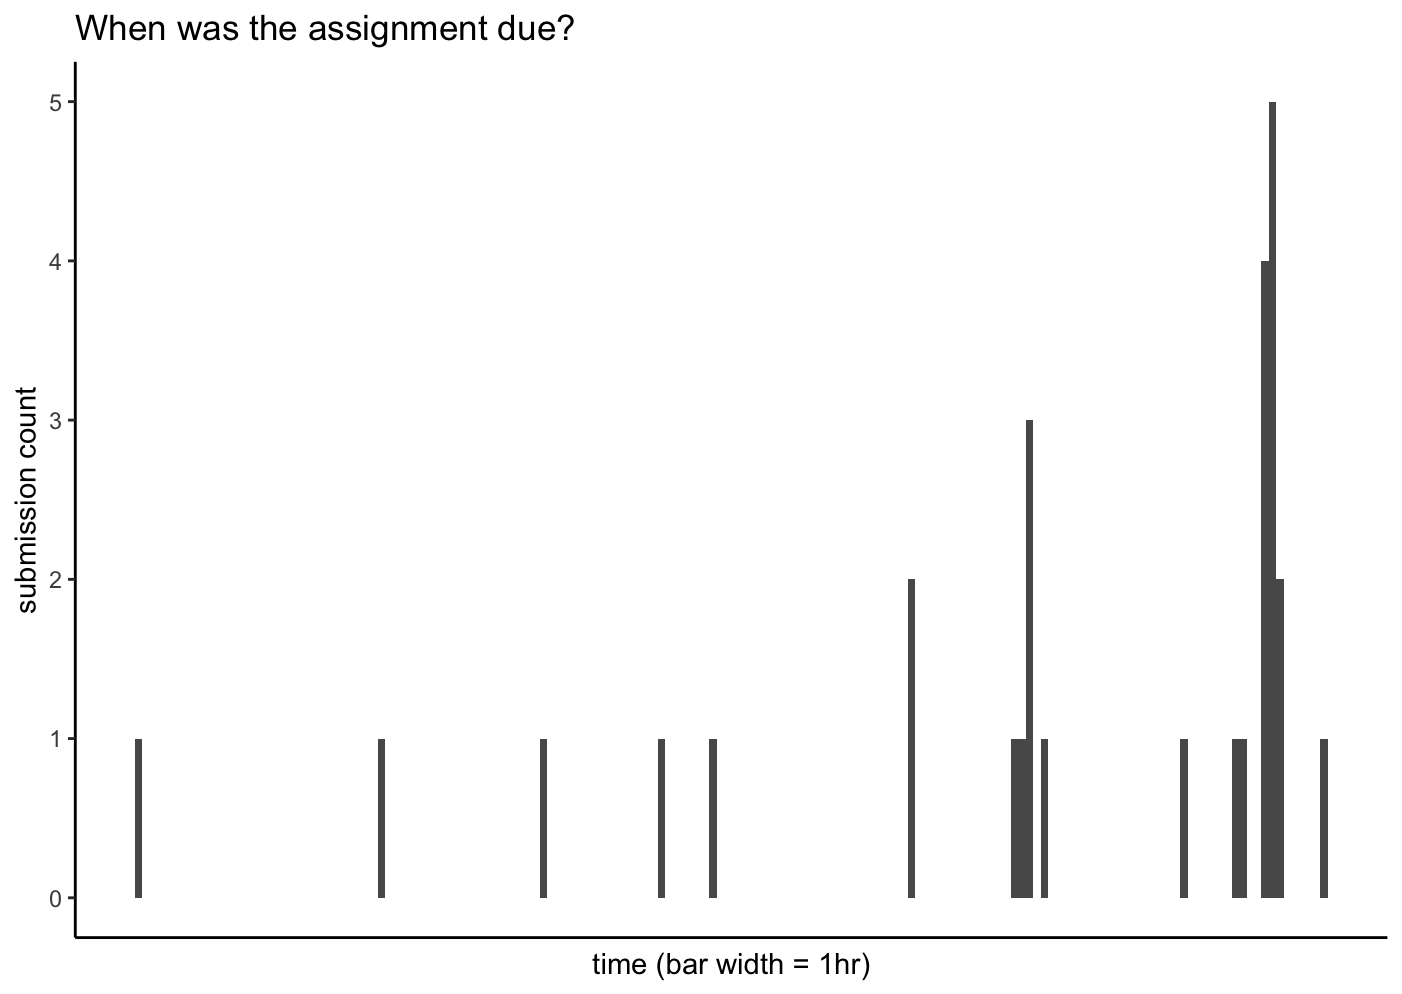 When was the assignment due?
5
4
3
2
1
0
submission count
time (bar width = 1hr)